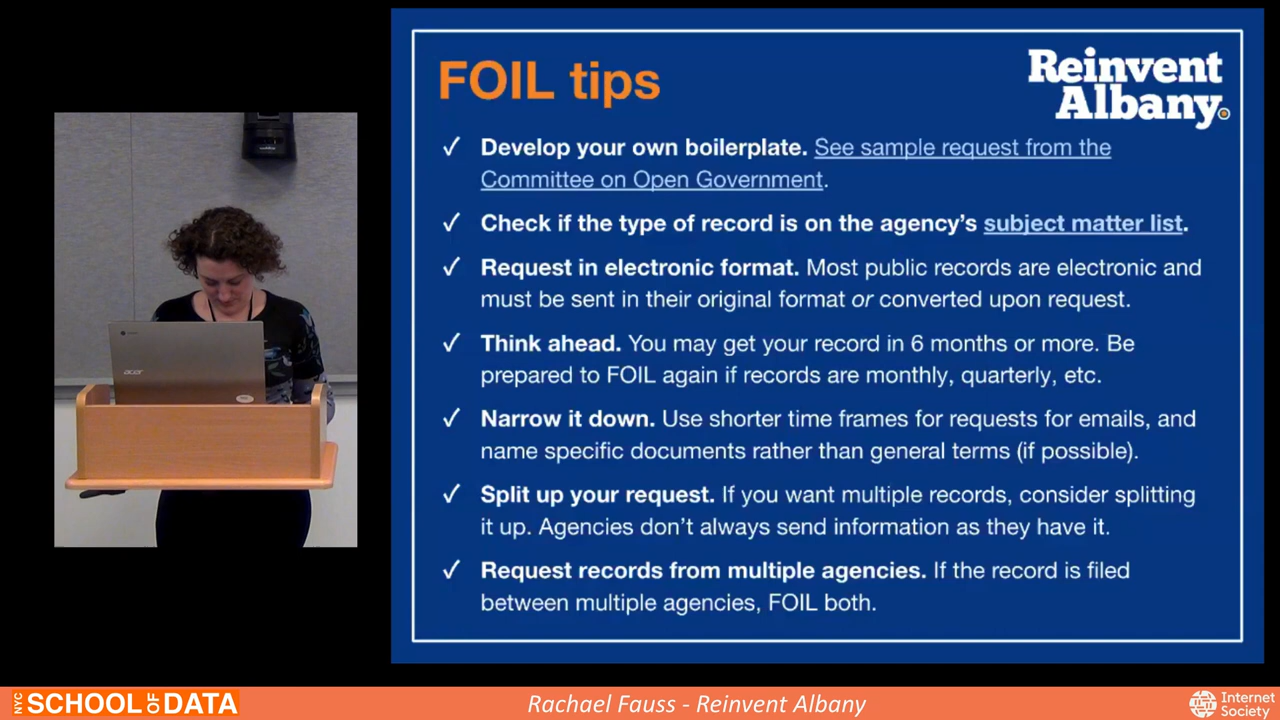 FOIL tips
Reinvent
Albany.
✓ Develop your own boilerplate. See sample request from the
Committee on Open Government.
✓ Check if the type of record is on the agency's subject matter list.
✓ Request in electronic format. Most public records are electronic and
must be sent in their original format or converted upon request.
✓ Think ahead. You may get your record in 6 months or more. Be
prepared to FOIL again if records are monthly, quarterly, etc.
✓ Narrow it down. Use shorter time frames for requests for emails, and
name specific documents rather than general terms (if possible).
✓ Split up your request. If you want multiple records, consider splitting
it up. Agencies don't always send information as they have it.
✓ Request records from multiple agencies. If the record is filed
between multiple agencies, FOIL both.
acer
NYC SCHOOL OF DATA
Rachael Fauss - Reinvent Albany
Internet
Society